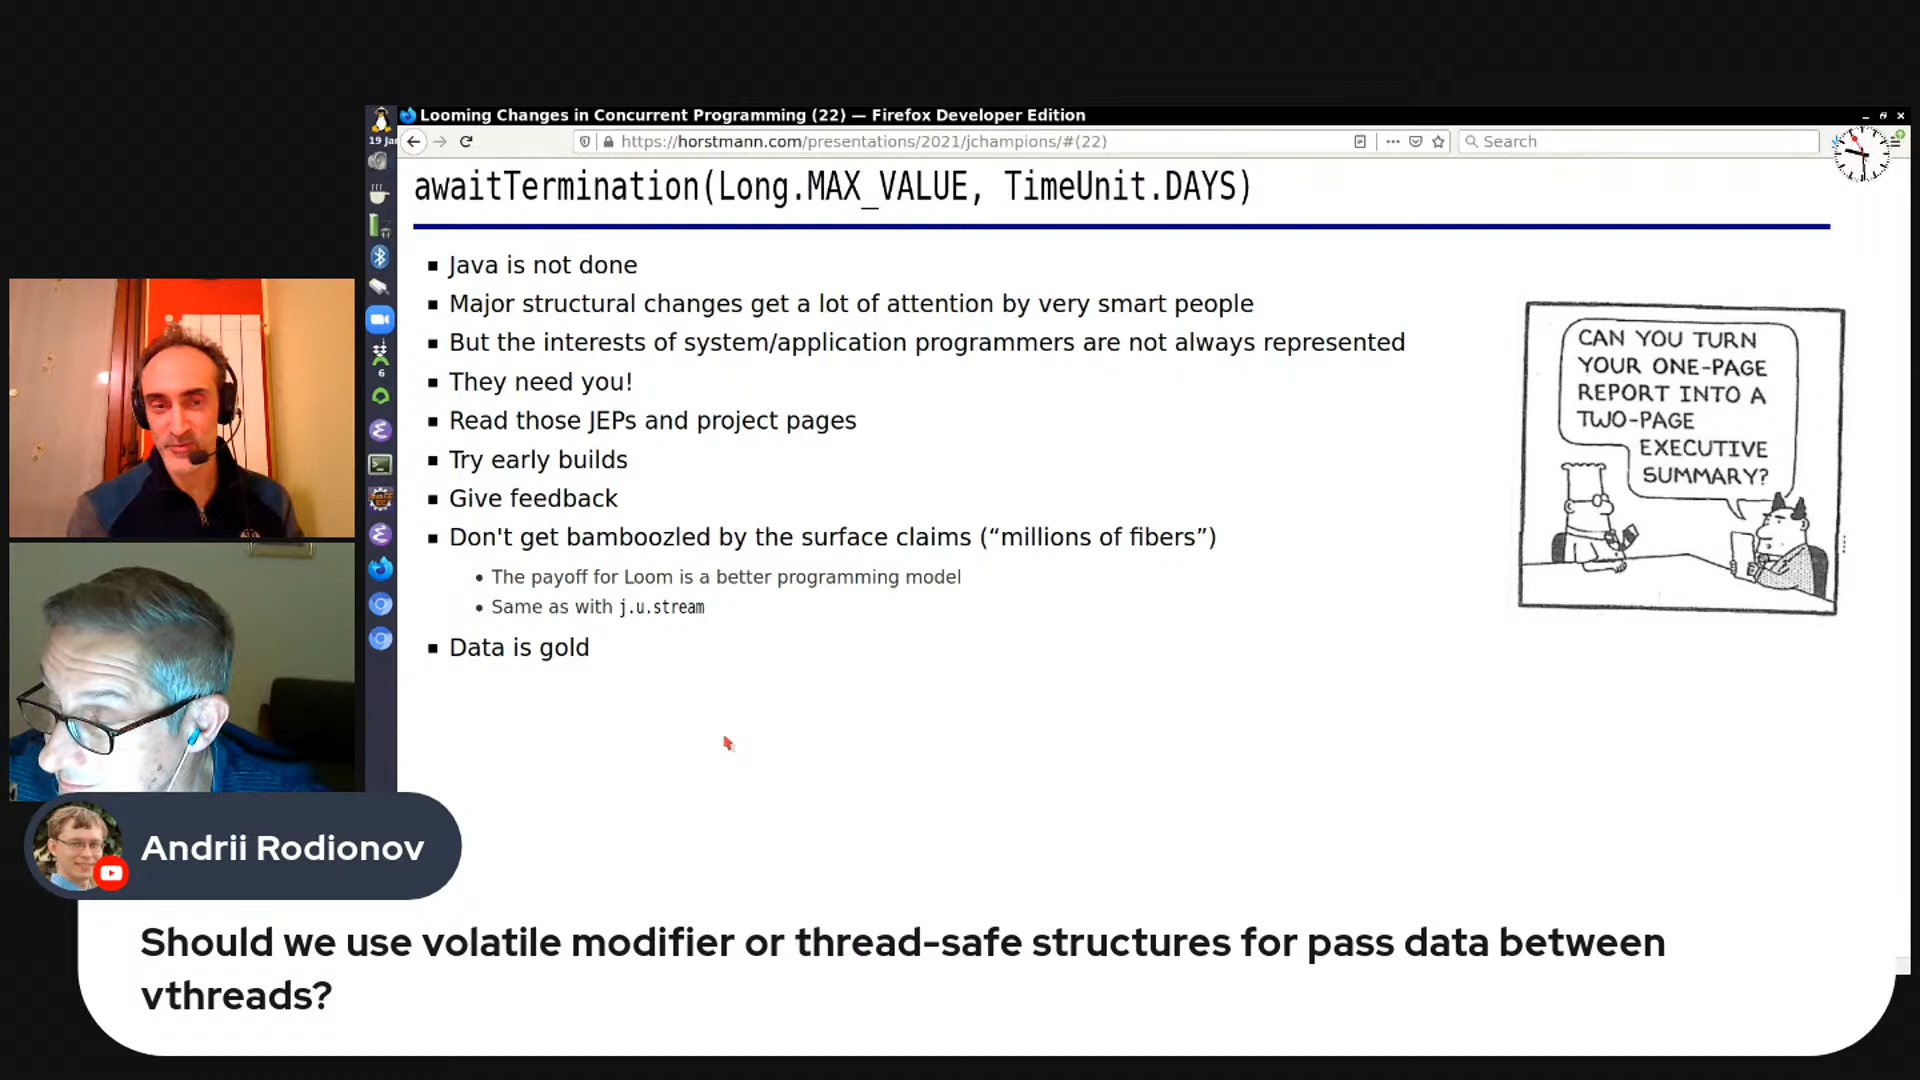 Looming Changes in Concurrent Programming (22) — Firefox Developer Edition
19 Jan
https://horstmann.com/presentations/2021/jchampions/#(22)
Search
awaitTermination(Long.MAX_VALUE, TimeUnit.DAYS)
Java is not done
Major structural changes get a lot of attention by very smart people
But the interests of system/application programmers are not always represented
They need you!
Read those JEPs and project pages
Try early builds
Give feedback
Don't get bamboozled by the surface claims (“millions of fibers”)
The payoff for Loom is a better programming model
Same as with j.u.stream
Data is gold
CAN YOU TURN
YOUR ONE-PAGE
REPORT INTO A
TWO-PAGE
EXECUTIVE
SUMMARY?
6
Andrii Rodionov
Should we use volatile modifier or thread-safe structures for pass data between
vthreads?